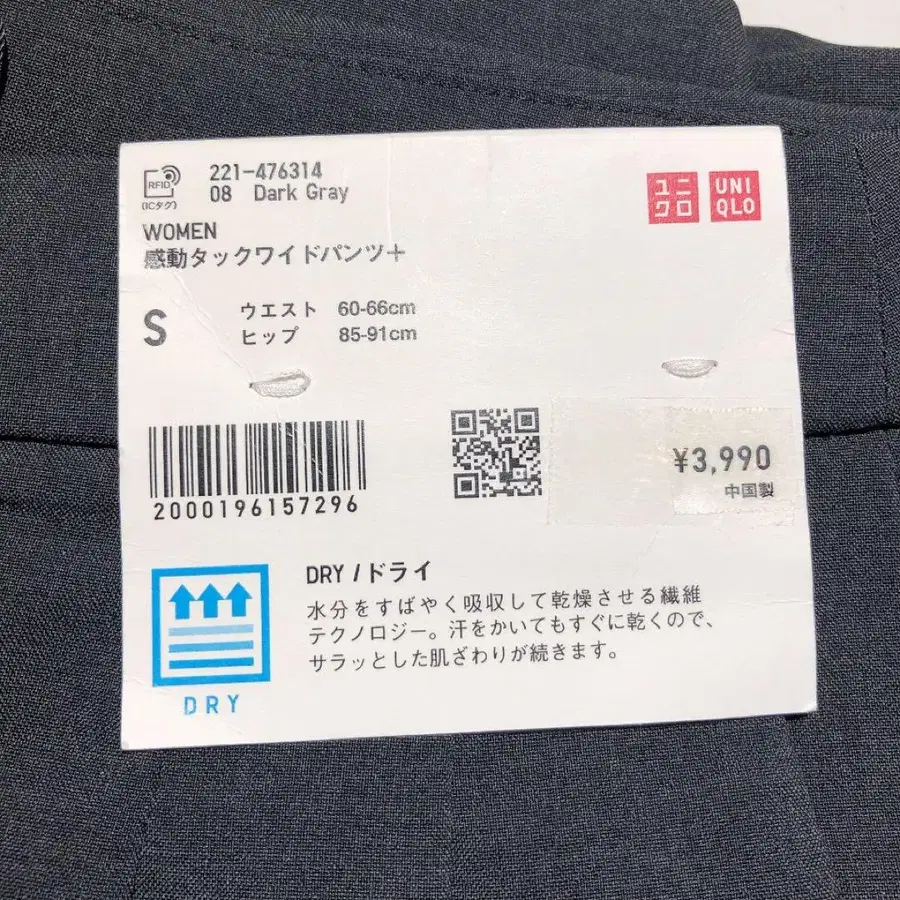 RFID
(ICタグ)
221-476314
08 Dark Gray
ユニクロ
UNIQLO
WOMEN
感動タックワイドパンツ+
S
ウエスト 60-66cm
ヒップ 85-91cm
2000196157296
¥3,990
中国製
DRY
DRY /ドライ
水分をすばやく吸収して乾燥させる繊維
テクノロジー。汗をかいてもすぐに乾くので、
サラッとした肌ざわりが続きます。